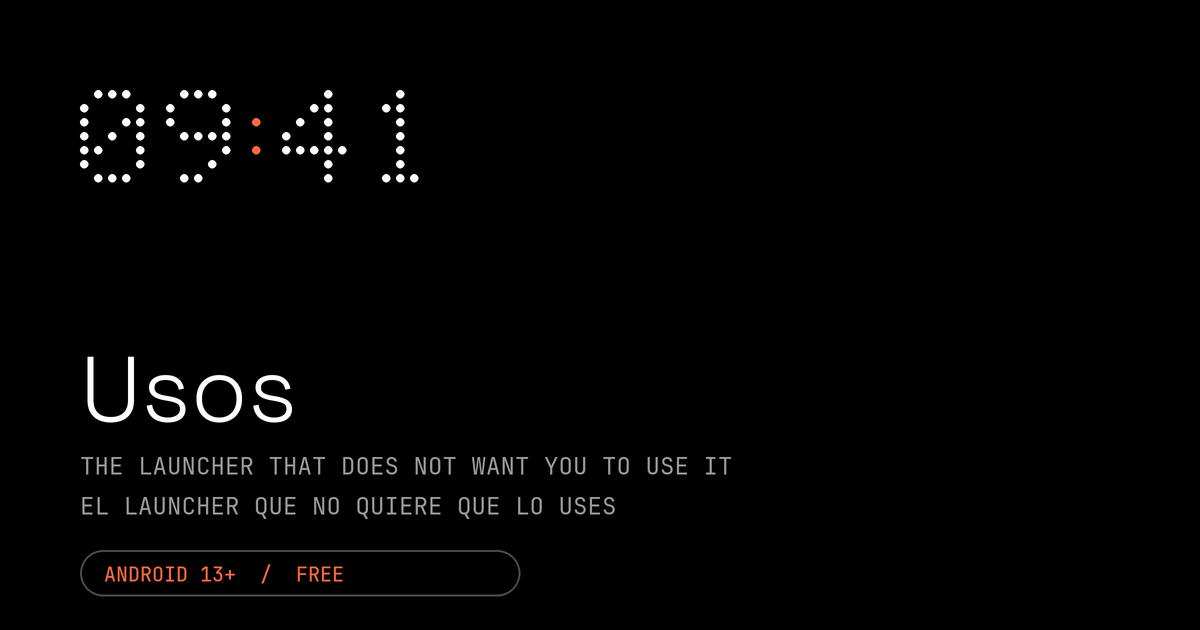 09:41
Usos
THE LAUNCHER THAT DOES NOT WANT YOU TO USE IT
EL LAUNCHER QUE NO QUIERE QUE LO USES
ANDROID 13+ / FREE